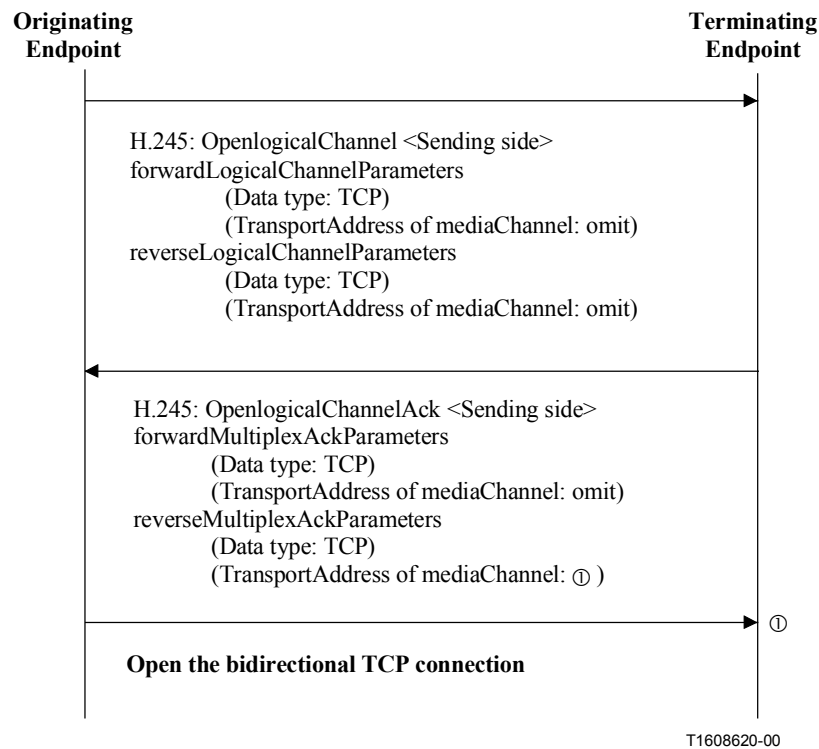 Originating
Endpoint
Terminating
Endpoint
H.245: OpenlogicalChannel <Sending side>
forwardLogicalChannelParameters
(Data type: TCP)
(TransportAddress of mediaChannel: omit)
reverseLogicalChannelParameters
(Data type: TCP)
(TransportAddress of mediaChannel: omit)
H.245: OpenlogicalChannelAck <Sending side>
forwardMultiplexAckParameters
(Data type: TCP)
(TransportAddress of mediaChannel: omit)
reverseMultiplexAckParameters
(Data type: TCP)
(TransportAddress of mediaChannel: ① )
①
Open the bidirectional TCP connection
T1608620-00